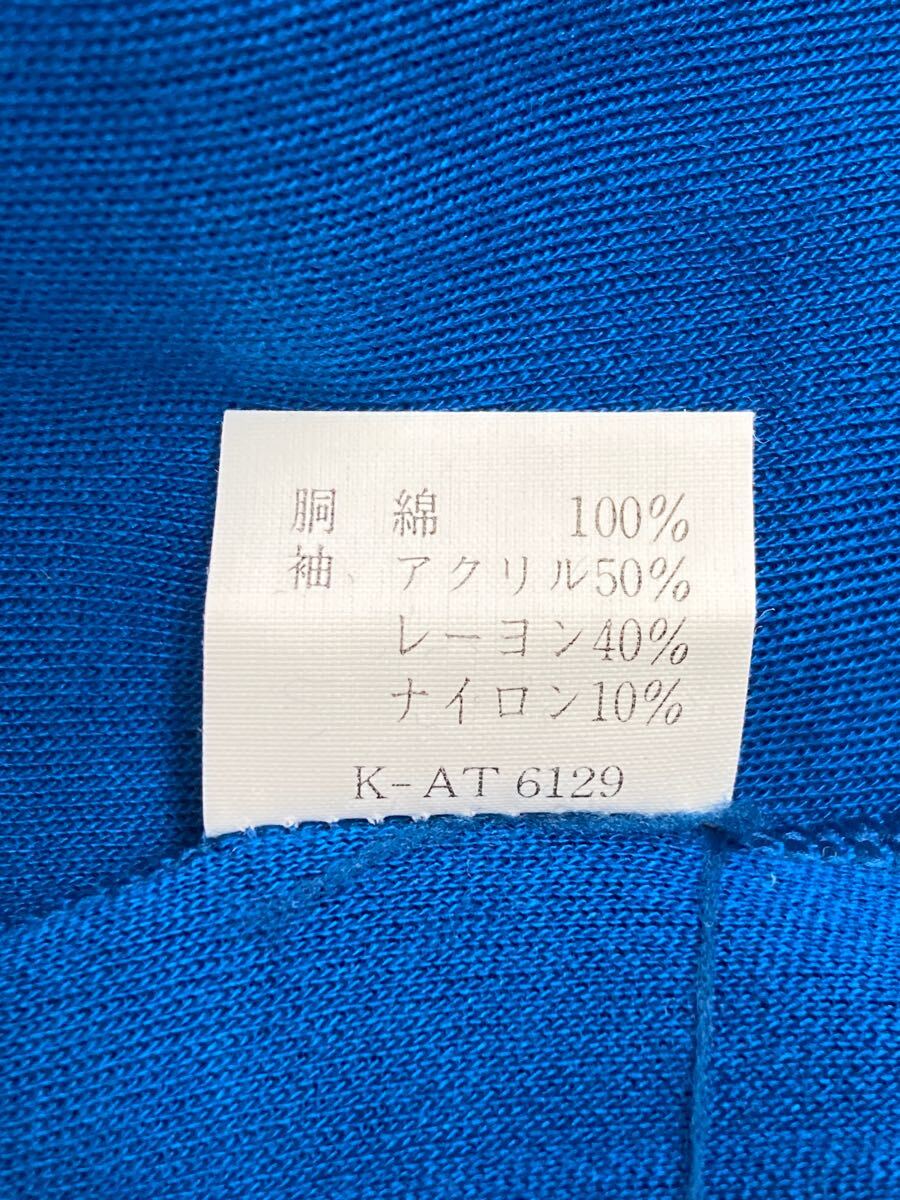 胴 綿 100%
袖 アクリル50%
レーヨン40%
ナイロン10%
K-AT 6129